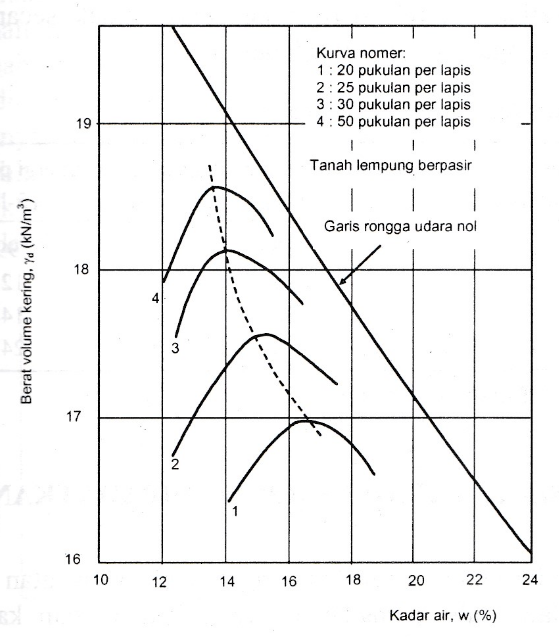 Kurva nomer:
1 : 20 pukulan per lapis
2 : 25 pukulan per lapis
3 : 30 pukulan per lapis
4 : 50 pukulan per lapis
Tanah lempung berpasir
Garis rongga udara nol
Berat volume kering, γd (kN/m³)
19
18
17
16
4
3
2
1
10 12 14 16 18 20 22 24
Kadar air, w (%)